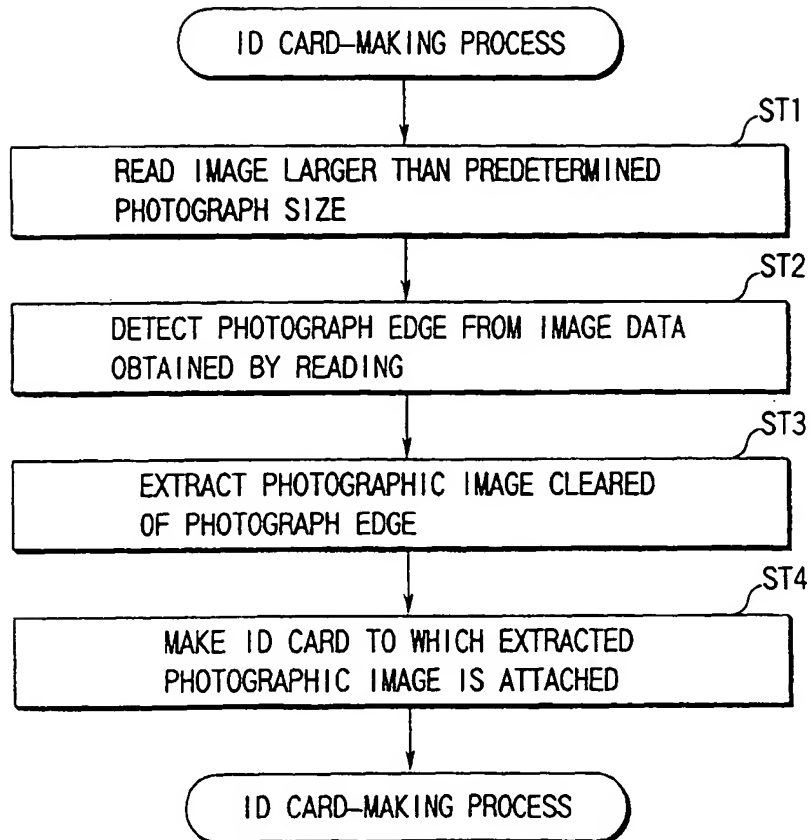 ID CARD-MAKING PROCESS
ST1
READ IMAGE LARGER THAN PREDETERMINED
PHOTOGRAPH SIZE
ST2
DETECT PHOTOGRAPH EDGE FROM IMAGE DATA
OBTAINED BY READING
ST3
EXTRACT PHOTOGRAPHIC IMAGE CLEARED
OF PHOTOGRAPH EDGE
ST4
MAKE ID CARD TO WHICH EXTRACTED
PHOTOGRAPHIC IMAGE IS ATTACHED
ID CARD-MAKING PROCESS